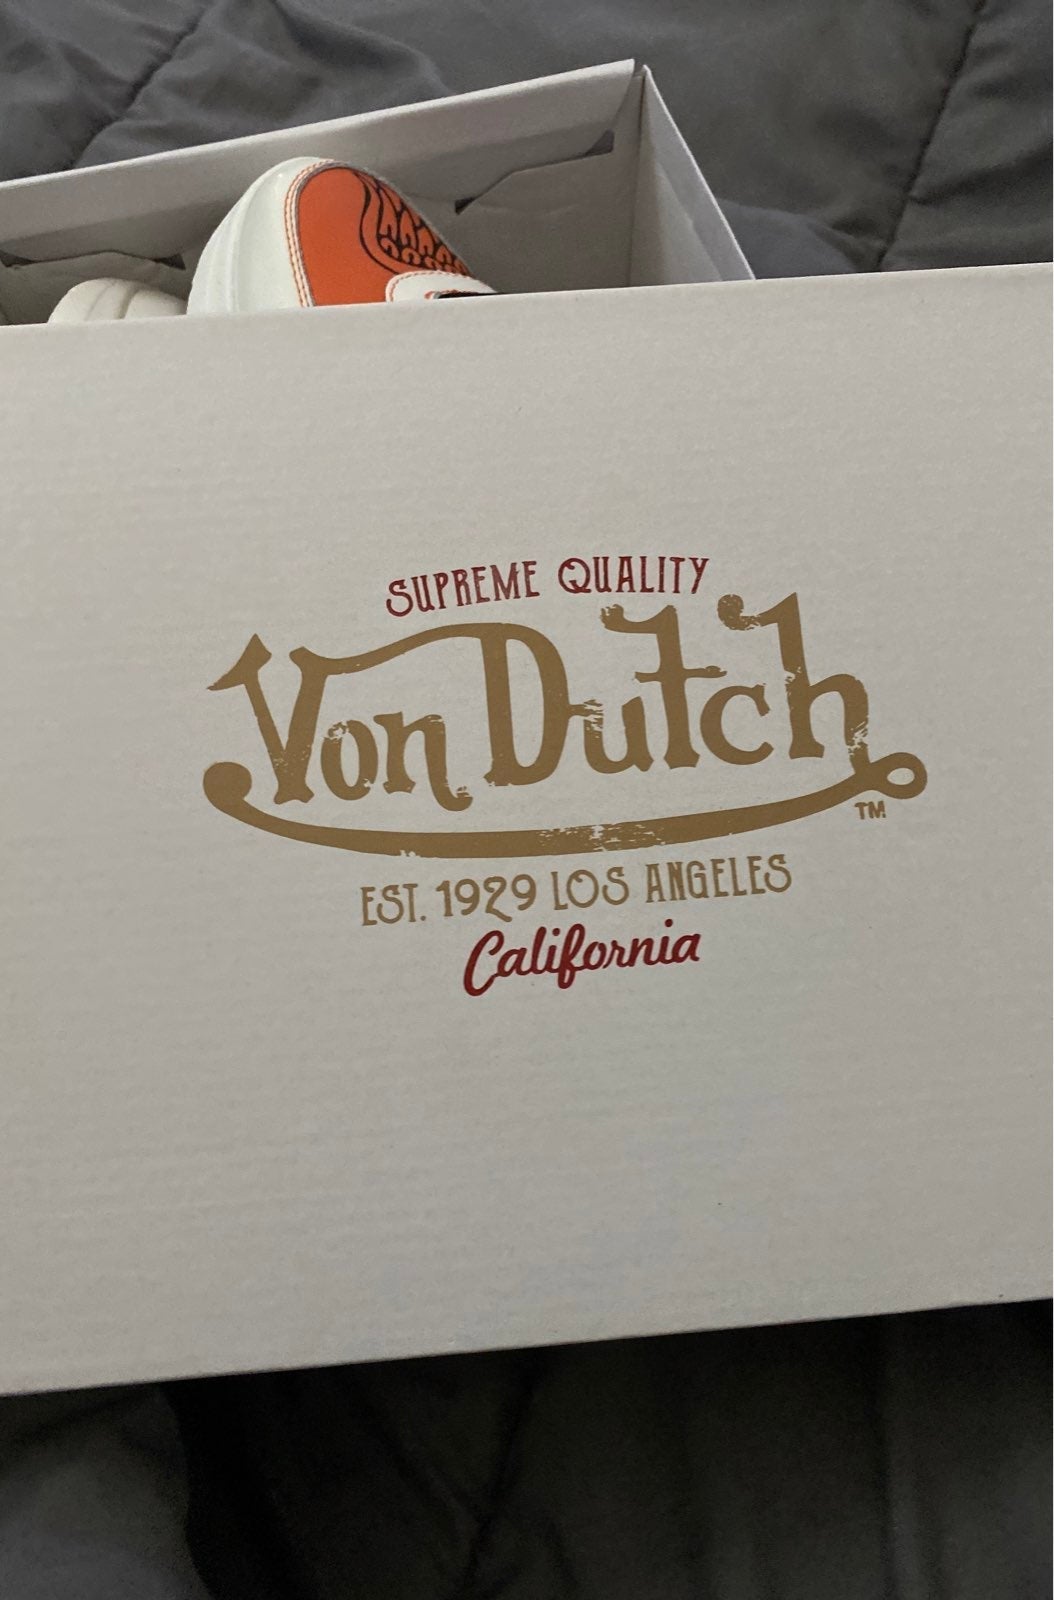 SUPREME QUALITY
Von Dutch
TM
EST. 1929 LOS ANGELES
California